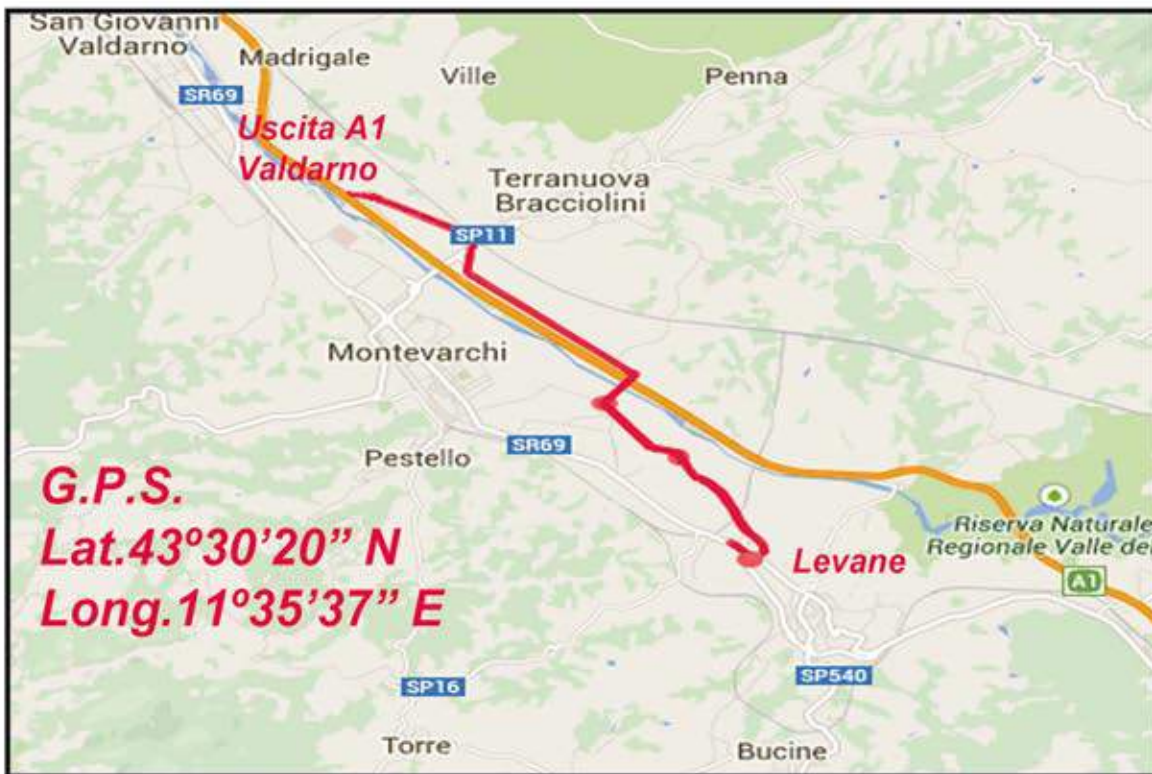 San Giovanni
Valdarno
Madrigale
Ville
Penna
SR69
Uscita A1
Valdarno
Terranuova
Bracciolini
SP11
Montevarchi
SR69
Pestello
G.P.S.
Lat.43º30'20” N
Long.11º35'37” E
Riserva Naturale
Regionale Valle del
Levane
A1
SP540
SP16
Torre
Bucine